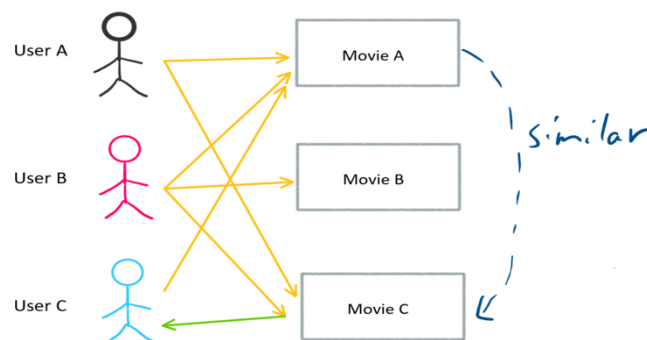 User A
Movie A
similar
User B
Movie B
User C
Movie C